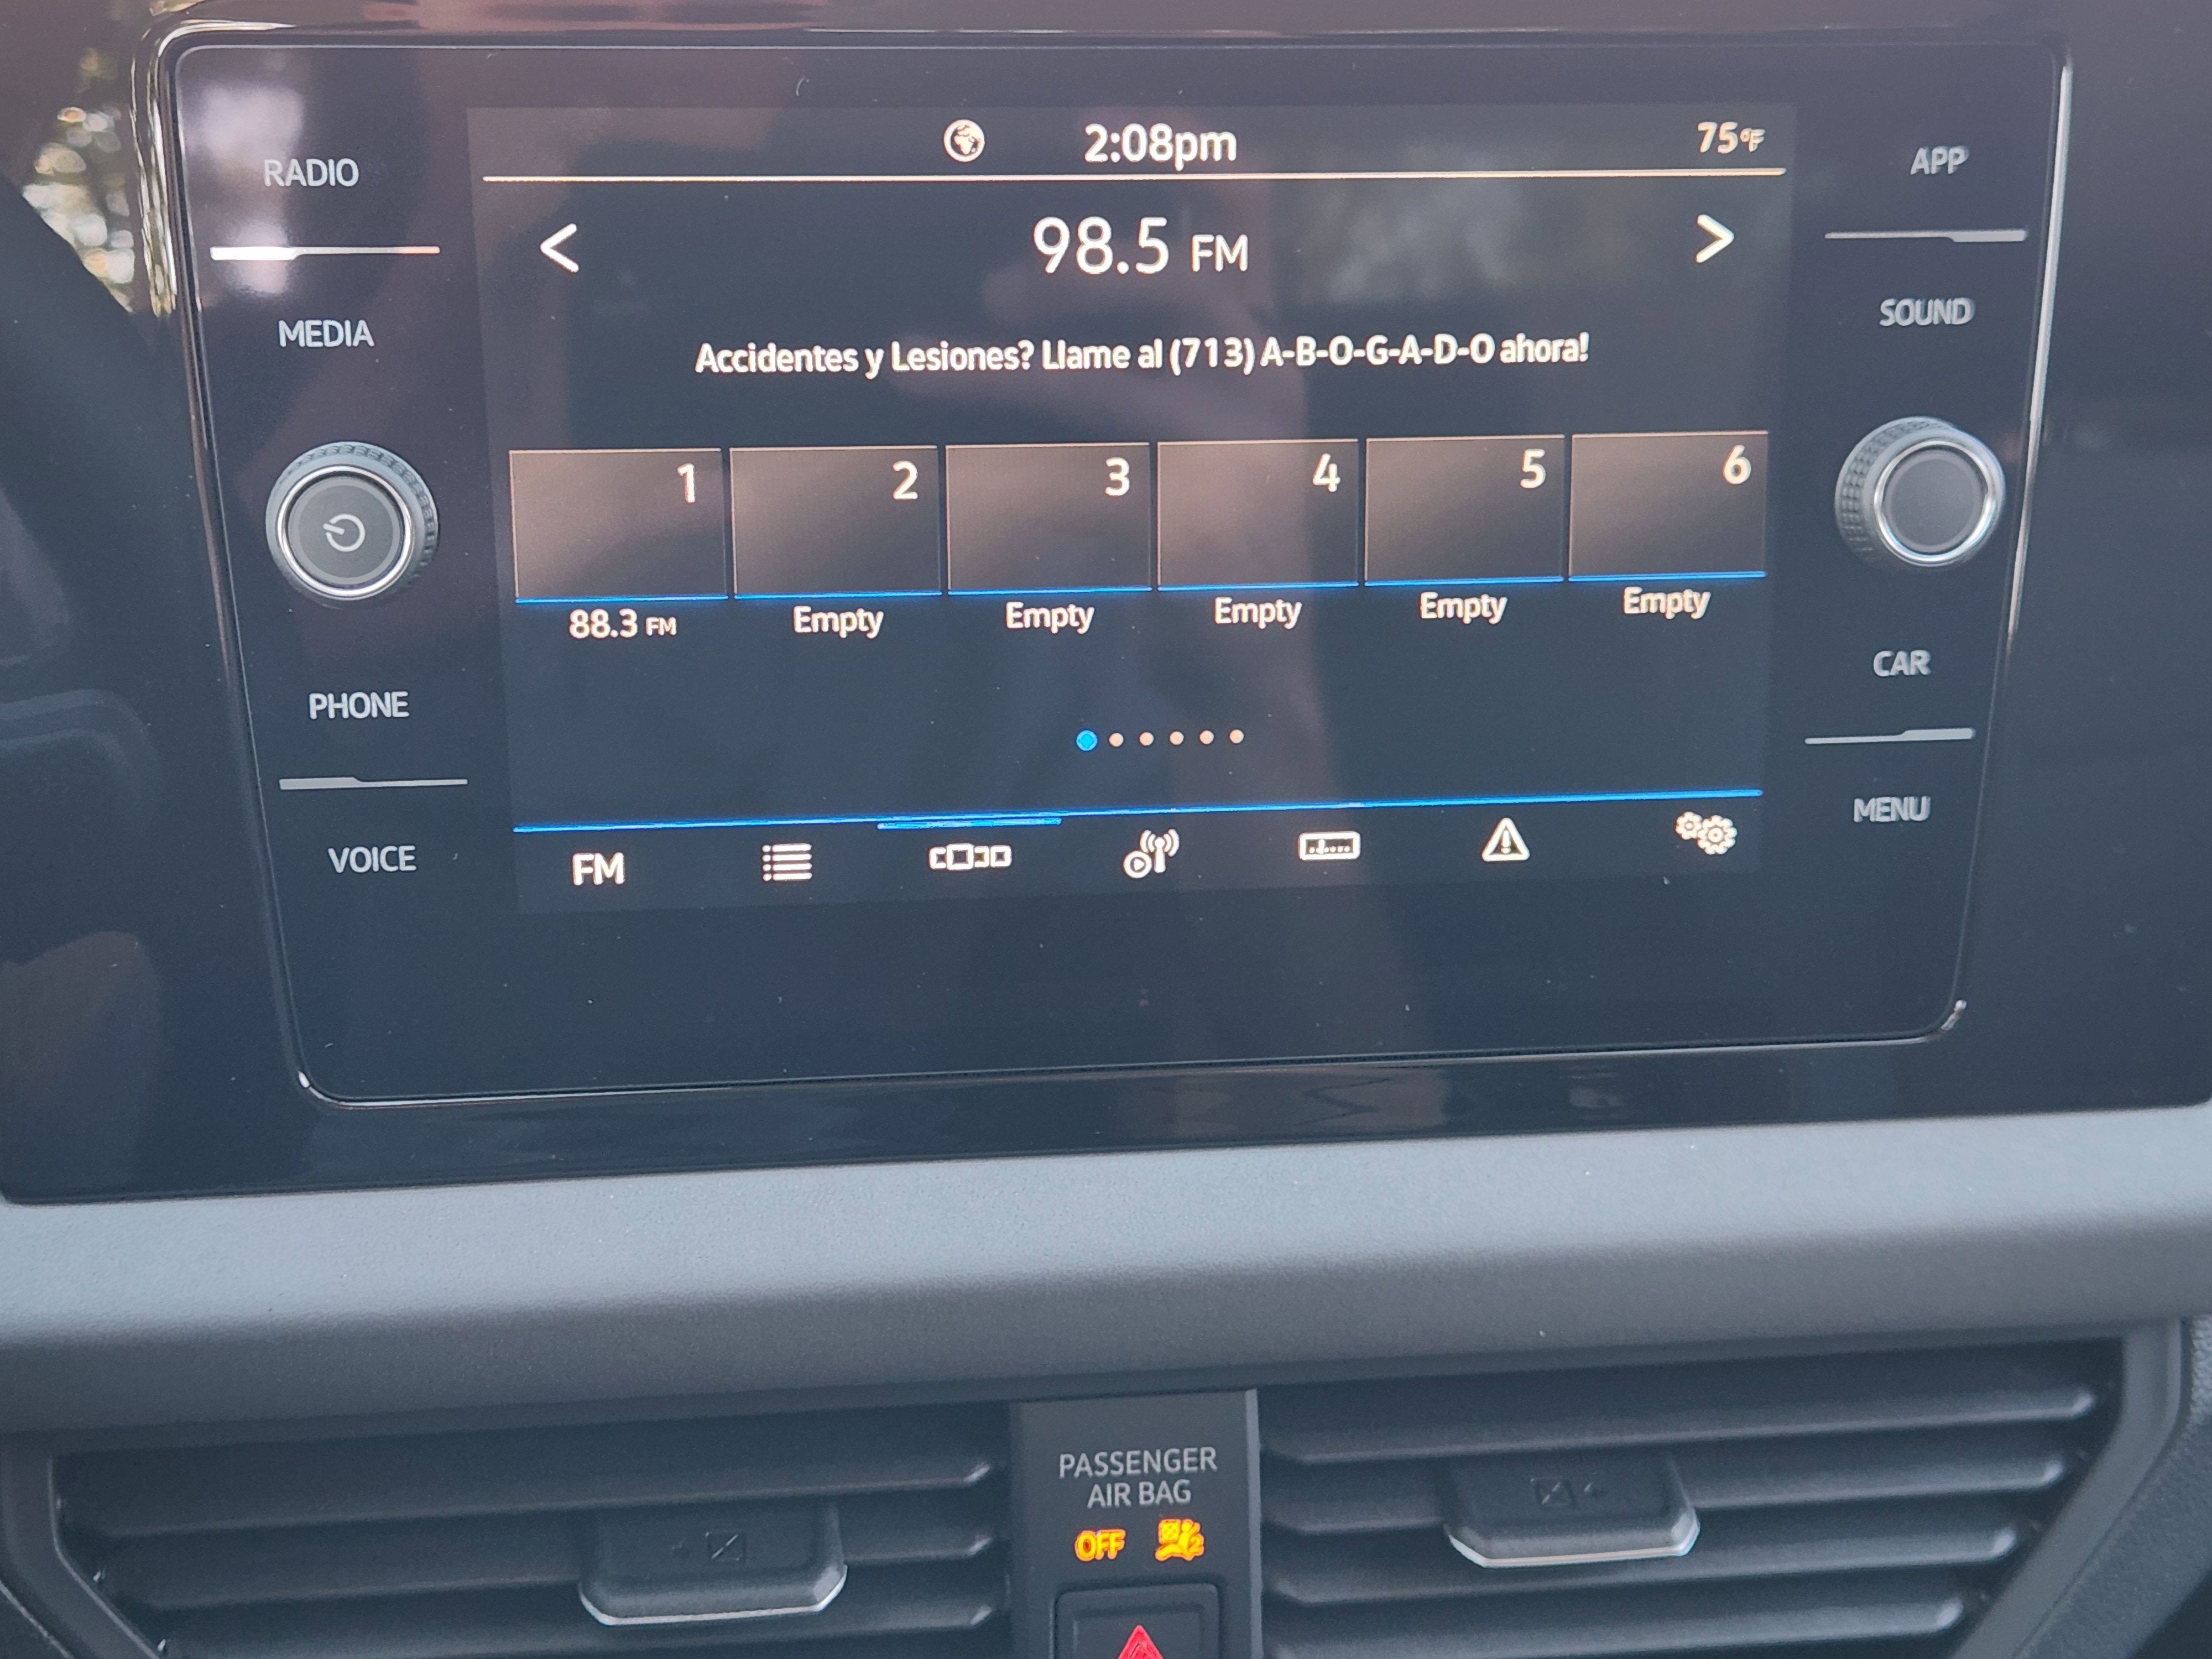 RADIO
MEDIA
PHONE
VOICE
2:08pm
75°F
< 98.5 FM >
Accidentes y Lesiones? Llame al (713) A-B-O-G-A-D-O ahora!
1 2 3 4 5 6
88.3 FM Empty Empty Empty Empty Empty
FM
APP
SOUND
CAR
MENU
PASSENGER
AIR BAG
OFF